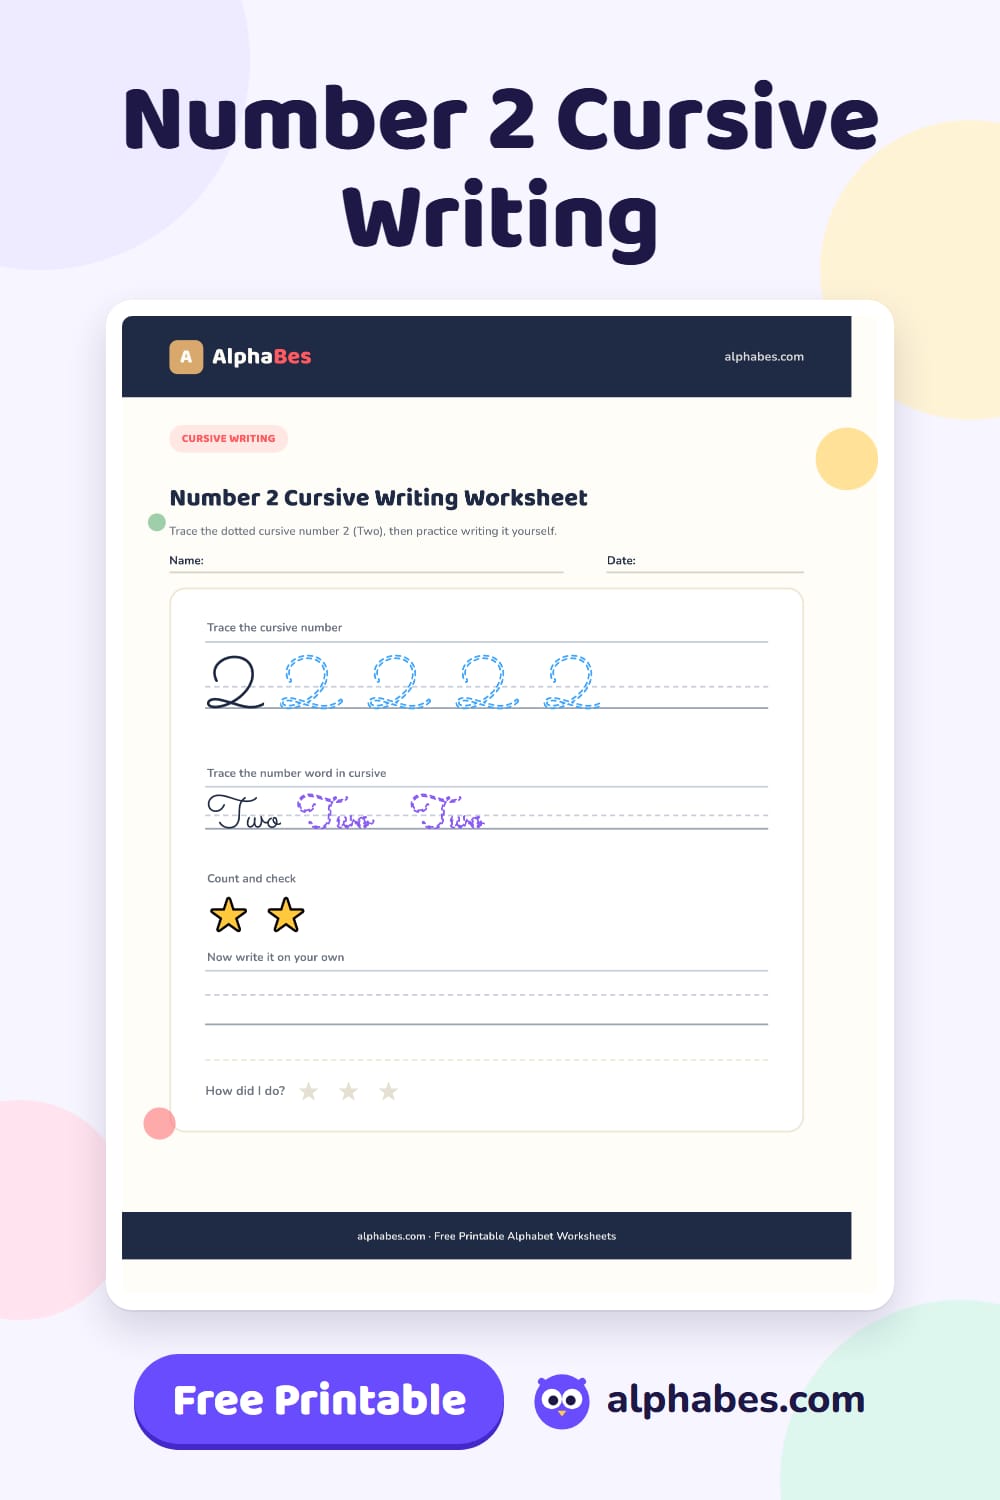 Number 2 Cursive
Writing
A AlphaBes
alphabes.com
CURSIVE WRITING
Number 2 Cursive Writing Worksheet
Trace the dotted cursive number 2 (Two), then practice writing it yourself.
Name: Date:
Trace the cursive number
2 2 2 2 2
Trace the number word in cursive
Two Two Two
Count and check
Now write it on your own
How did I do?
alphabes.com · Free Printable Alphabet Worksheets
Free Printable
alphabes.com